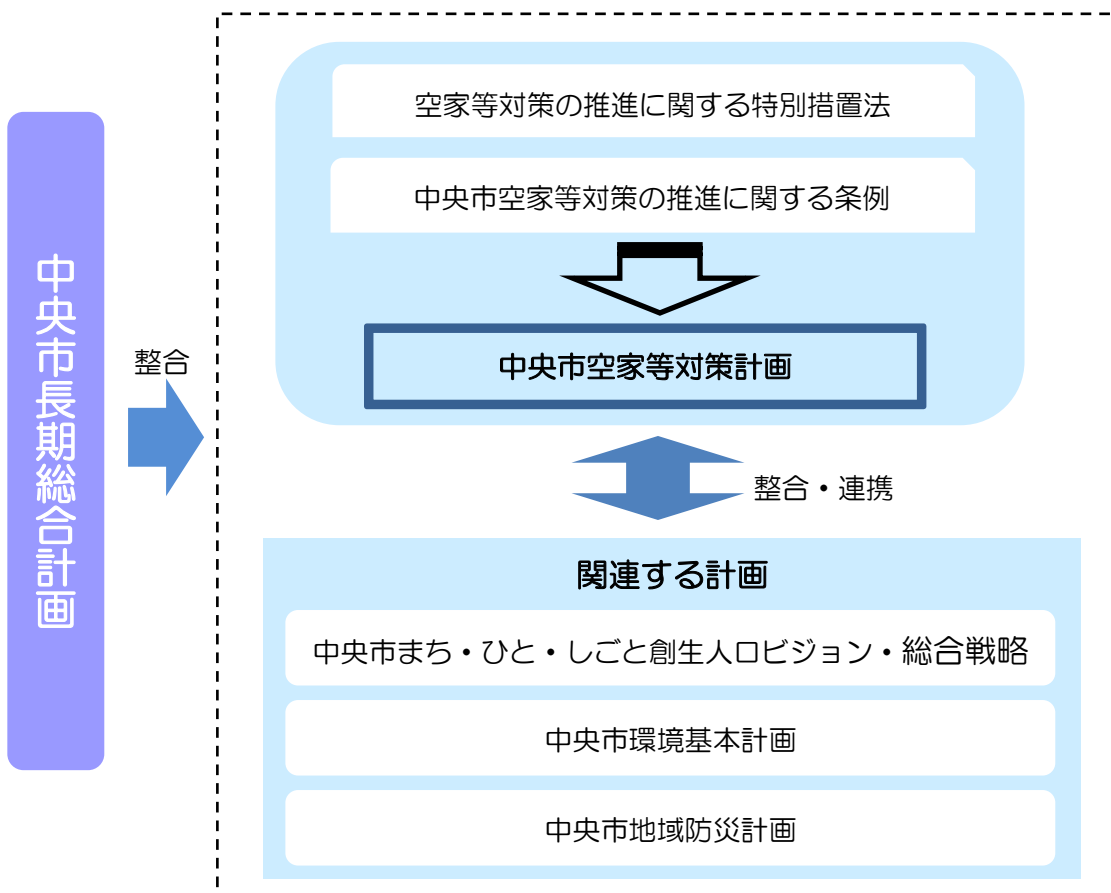 中央市長期総合計画
整合
空家等対策の推進に関する特別措置法
中央市空家等対策の推進に関する条例
中央市空家等対策計画
整合・連携
関連する計画
中央市まち・ひと・しごと創生人口ビジョン・総合戦略
中央市環境基本計画
中央市地域防災計画